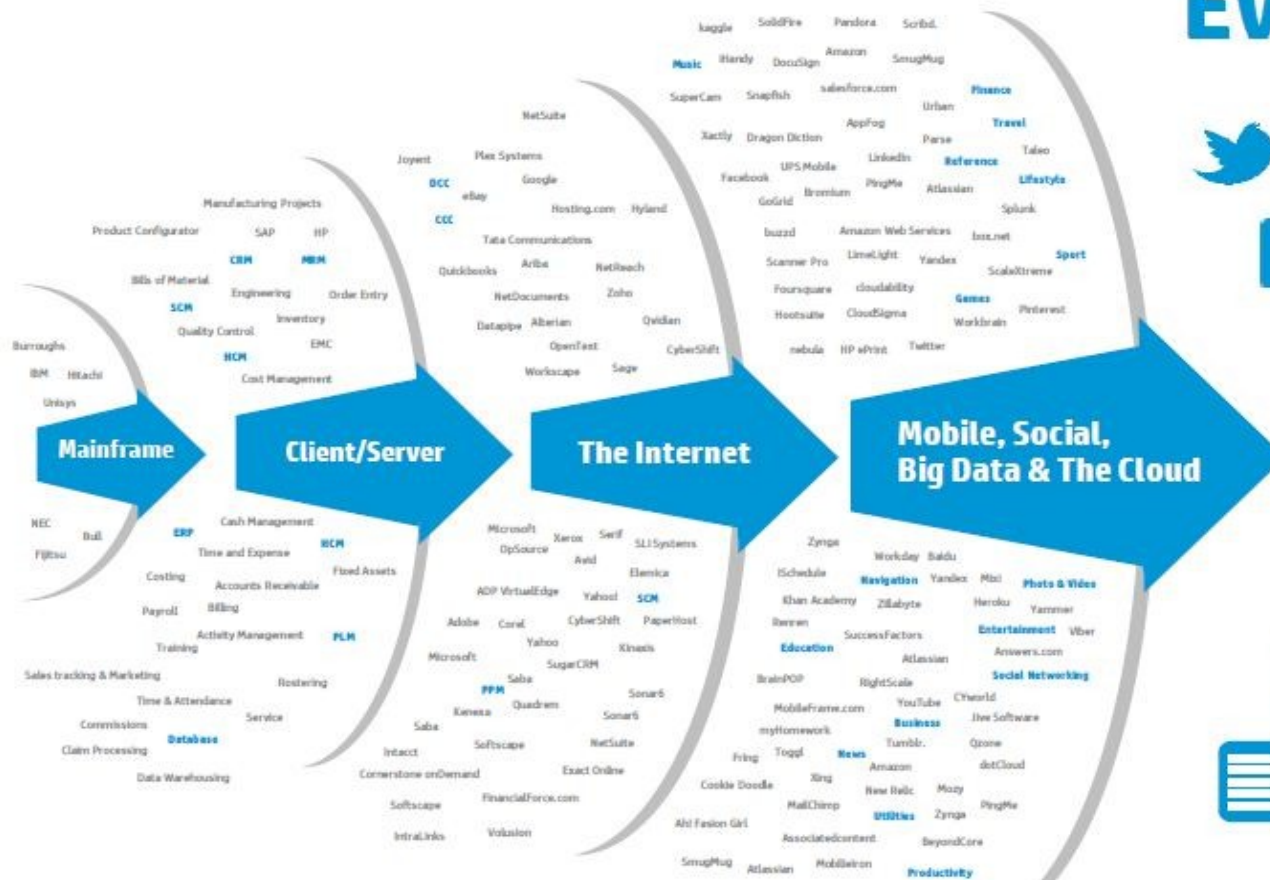 EV
Burroughs
IBM Hitachi
Unisys
Mainframe
NEC
Bull
Fijitsu
Manufacturing Projects
Product Configurator SAP HP
CRM MRM
Bills of Material
Engineering Order Entry
SCM
Inventory
Quality Control
EMC
HCM
Cost Management
Client/Server
Cash Management
ERP
HCM
Time and Expense
Fixed Assets
Costing
Accounts Receivable
Payroll Billing
Activity Management PLM
Training
Sales tracking & Marketing
Rostering
Time & Attendance
Service
Commissions
Database
Claim Processing
Data Warehousing
NetSuite
Joyent Plex Systems
DCC Google
eBay
Hosting.com Hyland
CCC
Tata Communications
Quickbooks Ariba NetReach
NetDocuments Zoho
Datapipe Alterian Qvidian
OpenText
CyberShift
Workscape Sage
The Internet
Microsoft Xerox Serif
OpSource SLI Systems
Avid
Elemica
ADP VirtualEdge Yahoo! SCM
Adobe Corel CyberShift PaperHost
Yahoo Kinaxis
Microsoft SugarCRM
Saba
PPM Sonar6
Kenexa Quadrem
Saba Sonar6
Intacct Softscape NetSuite
Cornerstone onDemand Exact Online
Softscape FinancialForce.com
IntraLinks Volusion
kaggle SolidFire Pandora Scribd.
Music iHandy DocuSign Amazon SmugMug
SuperCam Snapfish salesforce.com Finance
Urban
Xactly Dragon Diction AppFog Parse Travel
Taleo
UPS Mobile LinkedIn Reference
Facebook Bromium PingMe Atlassian Lifestyle
GoGrid Splunk
buzzd Amazon Web Services box.net
Scanner Pro LimeLight Yandex Sport
ScaleXtreme
Foursquare cloudability Games
Hootsuite CloudSigma Workbrain Pinterest
nebula HP ePrint Twitter
Mobile, Social,
Big Data & The Cloud
Zynga Workday Baidu
iSchedule Navigation Yandex Mixi Photo & Video
Khan Academy Zillabyte Heroku Yammer
Renren SuccessFactors Entertainment Viber
Education Answers.com
Atlassian
BrainPOP RightScale Social Networking
MobileFrame.com YouTube CYworld
myHomework Business Jive Software
Tumblr. Qzone
Fring Toggl News Amazon dotCloud
Cookie Doodle Xing New Relic Mozy
MailChimp Utilities Zynga PingMe
Ah! Fasion Girl
Associatedcontent BeyondCore
SmugMug Atlassian MobileIron Productivity